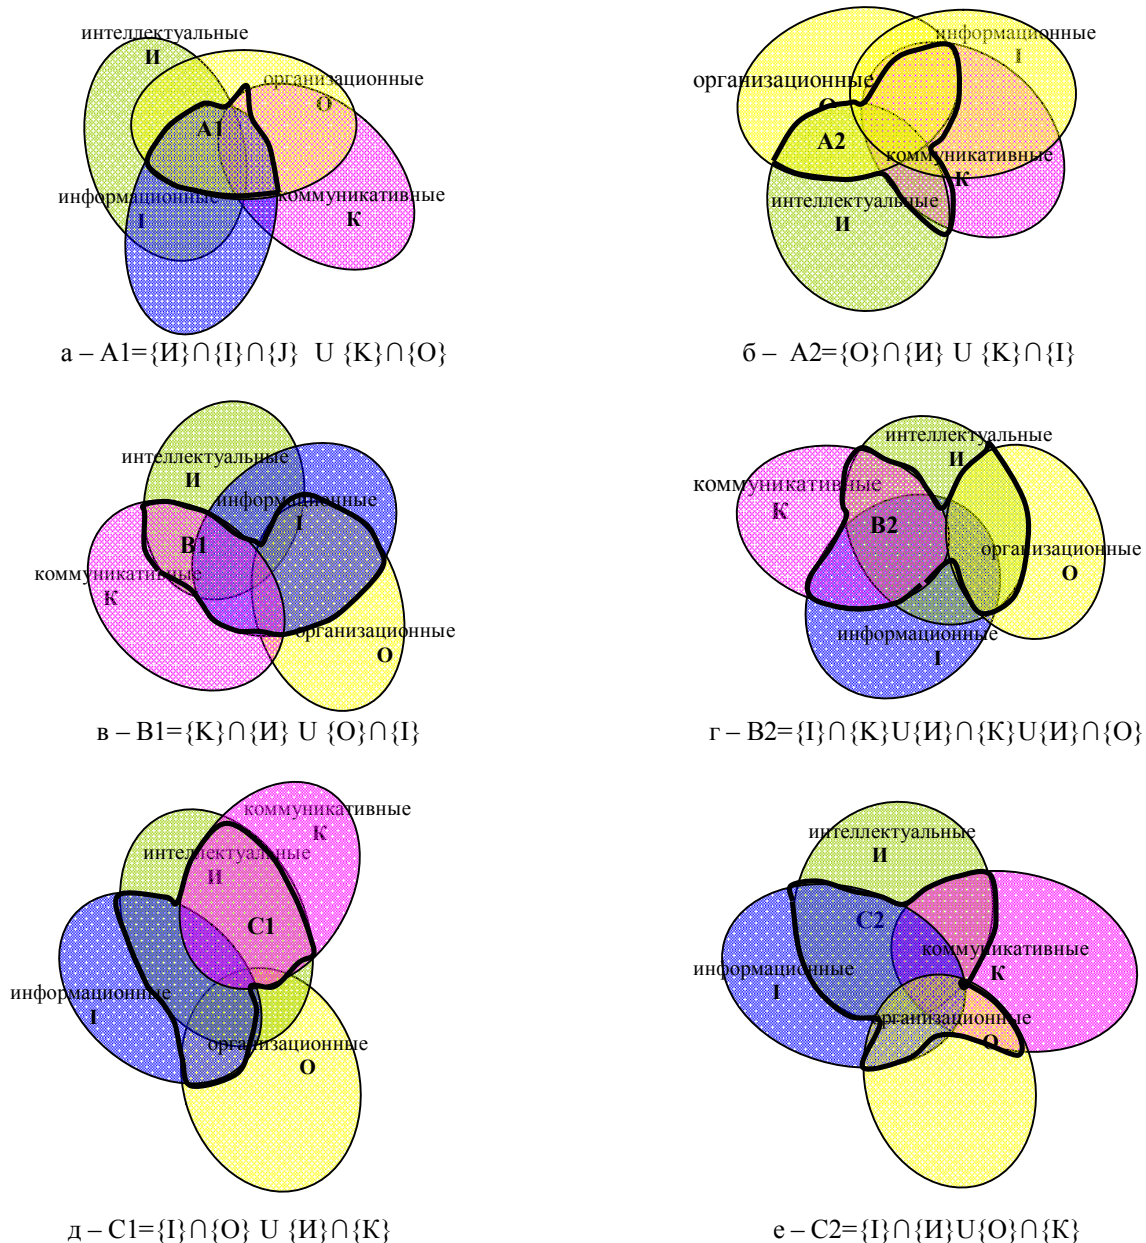 интеллектуальные
И
организационные
О
А1
информационные
I
коммуникативные
К
а – А1={И}∩{I}∩{J} U {K}∩{O}
информационные
I
организационные
О
А2
коммуникативные
К
интеллектуальные
И
б – А2={О}∩{И} U {K}∩{I}
интеллектуальные
И
информационные
I
В1
коммуникативные
К
организационные
О
в – В1={K}∩{И} U {O}∩{I}
интеллектуальные
И
коммуникативные
К
В2
организационные
О
информационные
I
г – В2={I}∩{K}U{И}∩{К}U{И}∩{O}
коммуникативные
К
интеллектуальные
И
С1
информационные
I
организационные
О
д – С1={I}∩{O} U {И}∩{К}
интеллектуальные
И
С2
коммуникативные
К
информационные
I
организационные
О
е – С2={I}∩{И}U{O}∩{К}